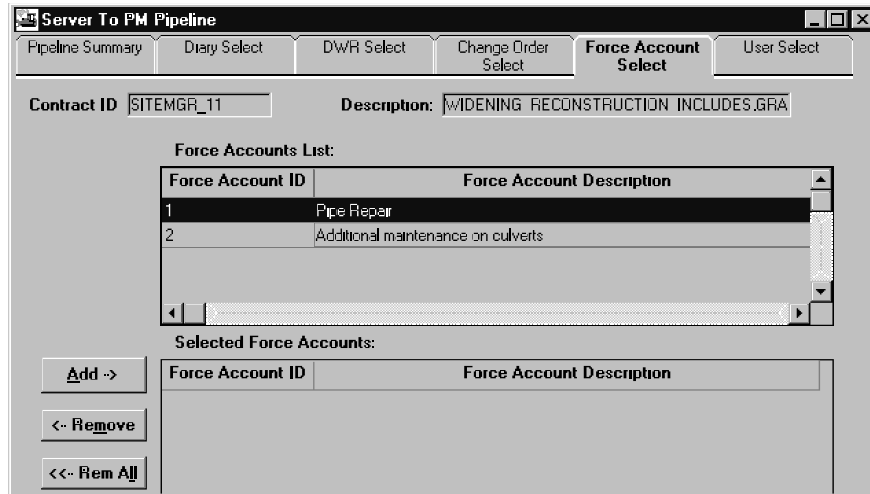 Server To PM Pipeline
Pipeline Summary
Diary Select
DWR Select
Change Order
Select
Force Account
Select
User Select
Contract ID SITEMGR_11 Description: WIDENING RECONSTRUCTION INCLUDES,GRA
Force Accounts List:
Force Account ID Force Account Description
1 Pipe Repair
2 Additional maintenance on culverts
Selected Force Accounts:
Force Account ID Force Account Description
Add ->
<- Remove
<<- Rem All